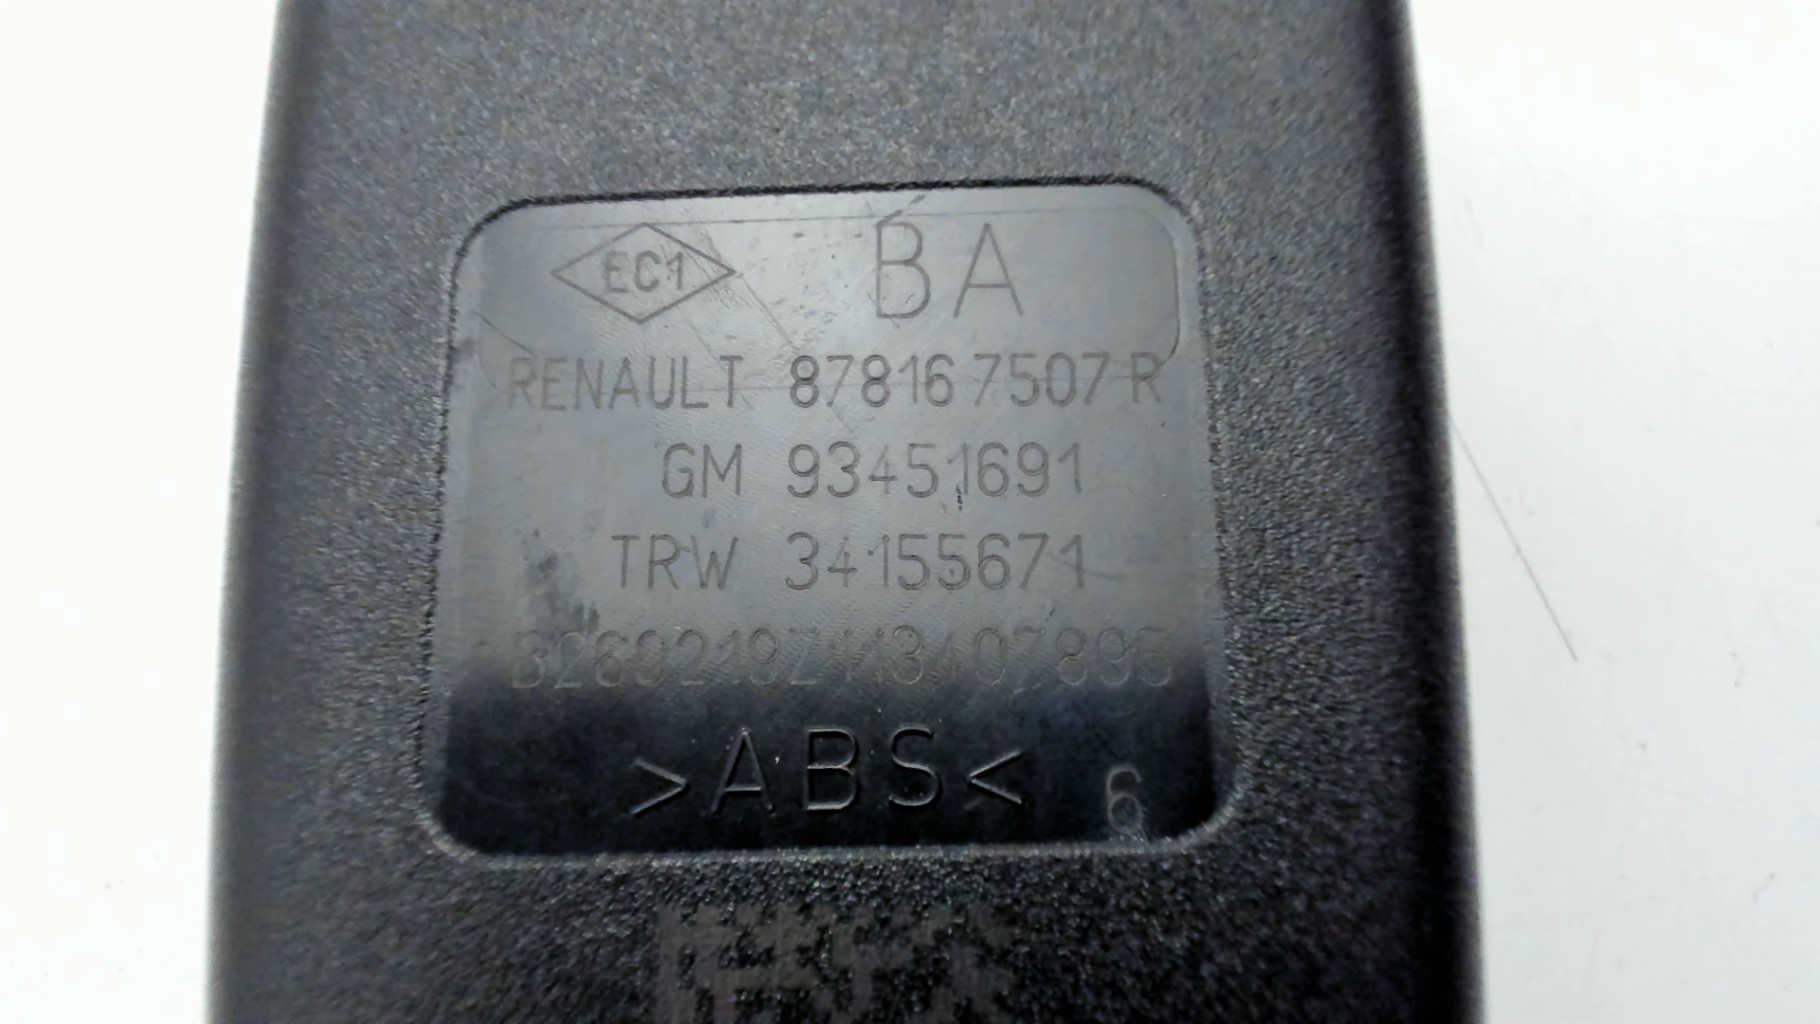 EC1 BA
RENAULT 878167507R
GM 93451691
TRW 34155671
>ABS< 6